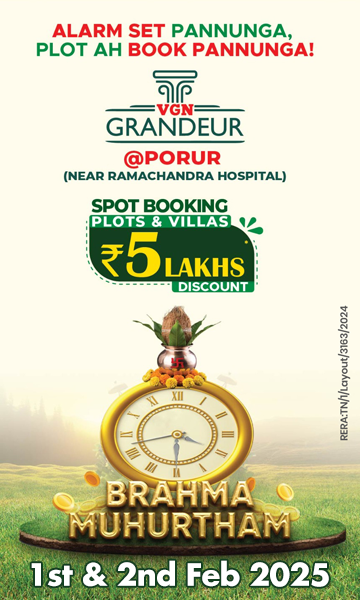 ALARM SET PANNUNGA,
PLOT AH BOOK PANNUNGA!
VGN
GRANDEUR
@PORUR
(NEAR RAMACHANDRA HOSPITAL)
SPOT BOOKING
PLOTS & VILLAS
₹5 LAKHS
DISCOUNT
RERA:TN/l/Layout/3163/2024
BRAHMA
MUHURTHAM
1st & 2nd Feb 2025